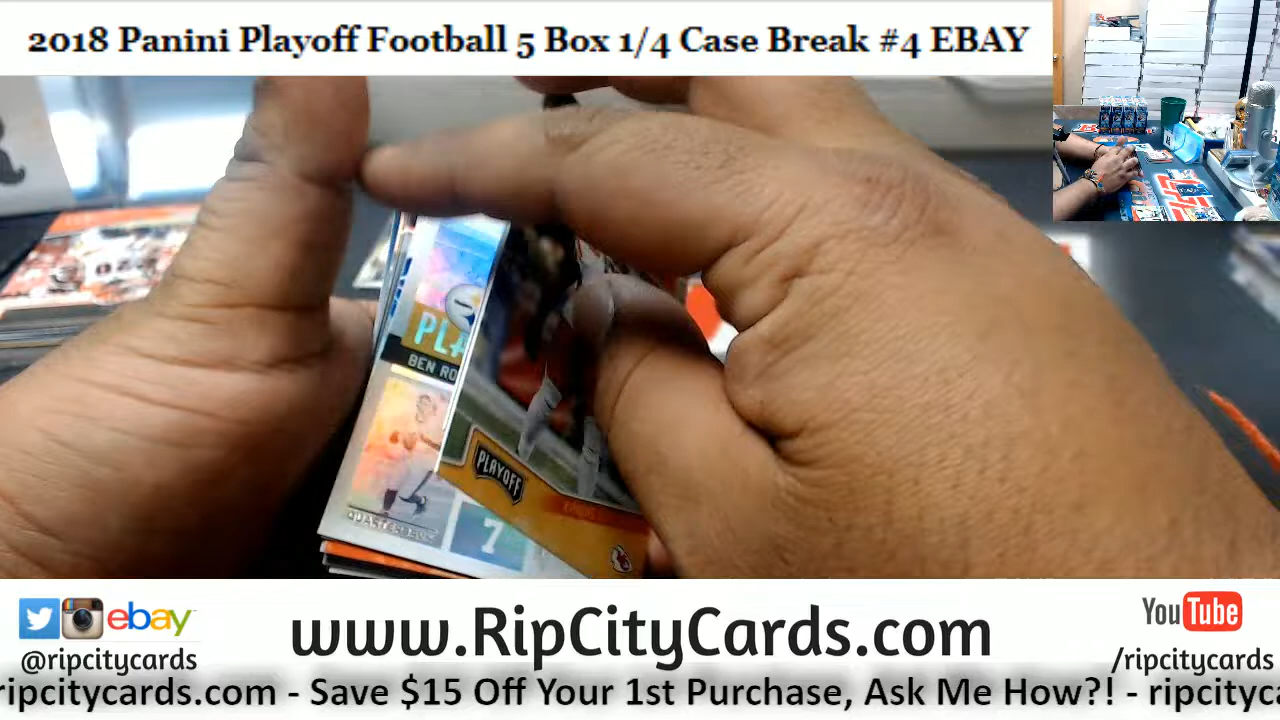 2018 Panini Playoff Football 5 Box 1/4 Case Break #4 EBAY
PLA
BEN RO
PLAYOFF
7
ebay
www.RipCityCards.com
YouTube
@ripcitycards
/ripcitycards
ripcitycards.com - Save $15 Off Your 1st Purchase, Ask Me How?! - ripcityca